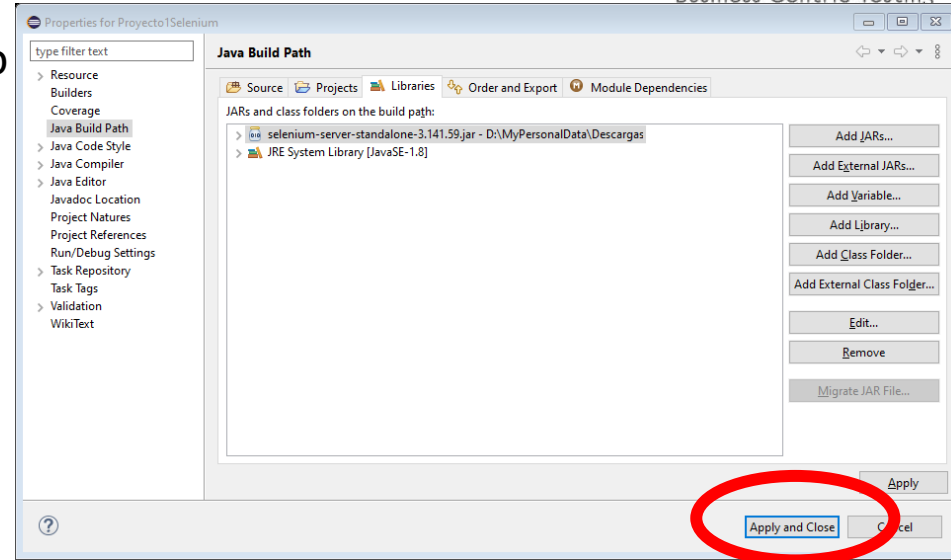 Properties for Proyecto1Selenium
type filter text
Java Build Path
Resource
Builders
Coverage
Java Build Path
Java Code Style
Java Compiler
Java Editor
Javadoc Location
Project Natures
Project References
Run/Debug Settings
Task Repository
Task Tags
Validation
WikiText
Source Projects Libraries Order and Export Module Dependencies
JARs and class folders on the build path:
selenium-server-standalone-3.141.59.jar - D:\MyPersonalData\Descargas
JRE System Library [JavaSE-1.8]
Add JARs...
Add External JARs...
Add Variable...
Add Library...
Add Class Folder...
Add External Class Folder...
Edit...
Remove
Migrate JAR File...
Apply
Apply and Close